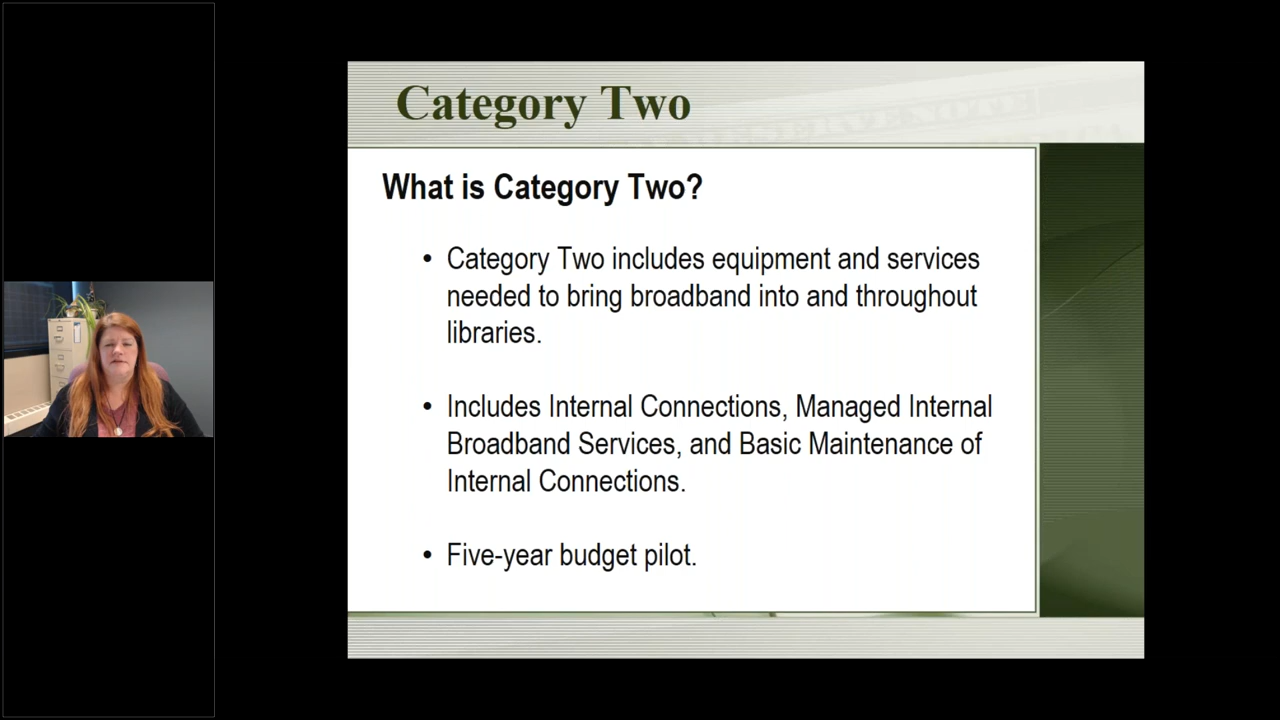 Category Two
What is Category Two?
• Category Two includes equipment and services
needed to bring broadband into and throughout
libraries.
• Includes Internal Connections, Managed Internal
Broadband Services, and Basic Maintenance of
Internal Connections.
• Five-year budget pilot.